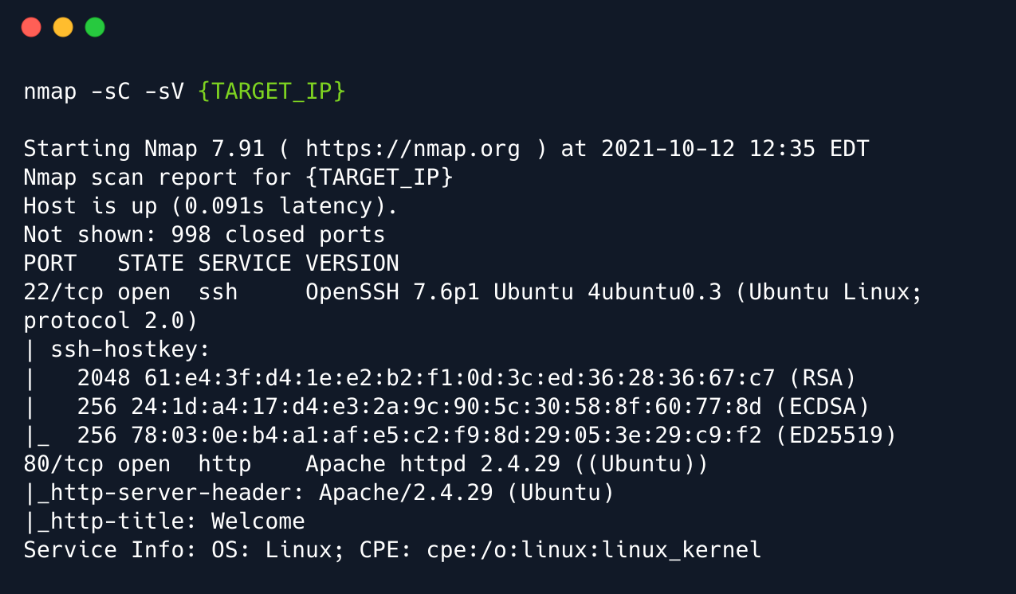 nmap -sC -sV {TARGET_IP}
Starting Nmap 7.91 ( https://nmap.org ) at 2021-10-12 12:35 EDT
Nmap scan report for {TARGET_IP}
Host is up (0.091s latency).
Not shown: 998 closed ports
PORT   STATE SERVICE VERSION
22/tcp open  ssh     OpenSSH 7.6p1 Ubuntu 4ubuntu0.3 (Ubuntu Linux;
protocol 2.0)
| ssh-hostkey:
|   2048 61:e4:3f:d4:1e:e2:b2:f1:0d:3c:ed:36:28:36:67:c7 (RSA)
|   256 24:1d:a4:17:d4:e3:2a:9c:90:5c:30:58:8f:60:77:8d (ECDSA)
|_  256 78:03:0e:b4:a1:af:e5:c2:f9:8d:29:05:3e:29:c9:f2 (ED25519)
80/tcp open  http    Apache httpd 2.4.29 ((Ubuntu))
|_http-server-header: Apache/2.4.29 (Ubuntu)
|_http-title: Welcome
Service Info: OS: Linux; CPE: cpe:/o:linux:linux_kernel